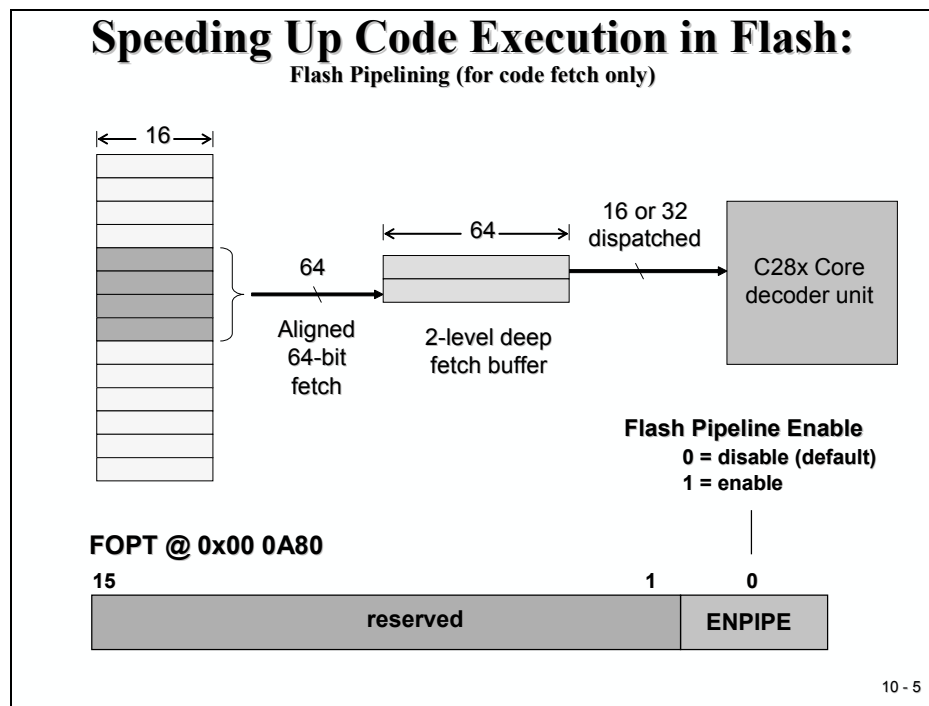 Speeding Up Code Execution in Flash:
Flash Pipelining (for code fetch only)
16
64
Aligned
64-bit
fetch
64
2-level deep
fetch buffer
16 or 32
dispatched
C28x Core
decoder unit
Flash Pipeline Enable
0 = disable (default)
1 = enable
FOPT @ 0x00 0A80
15 1 0
reserved ENPIPE
10 - 5